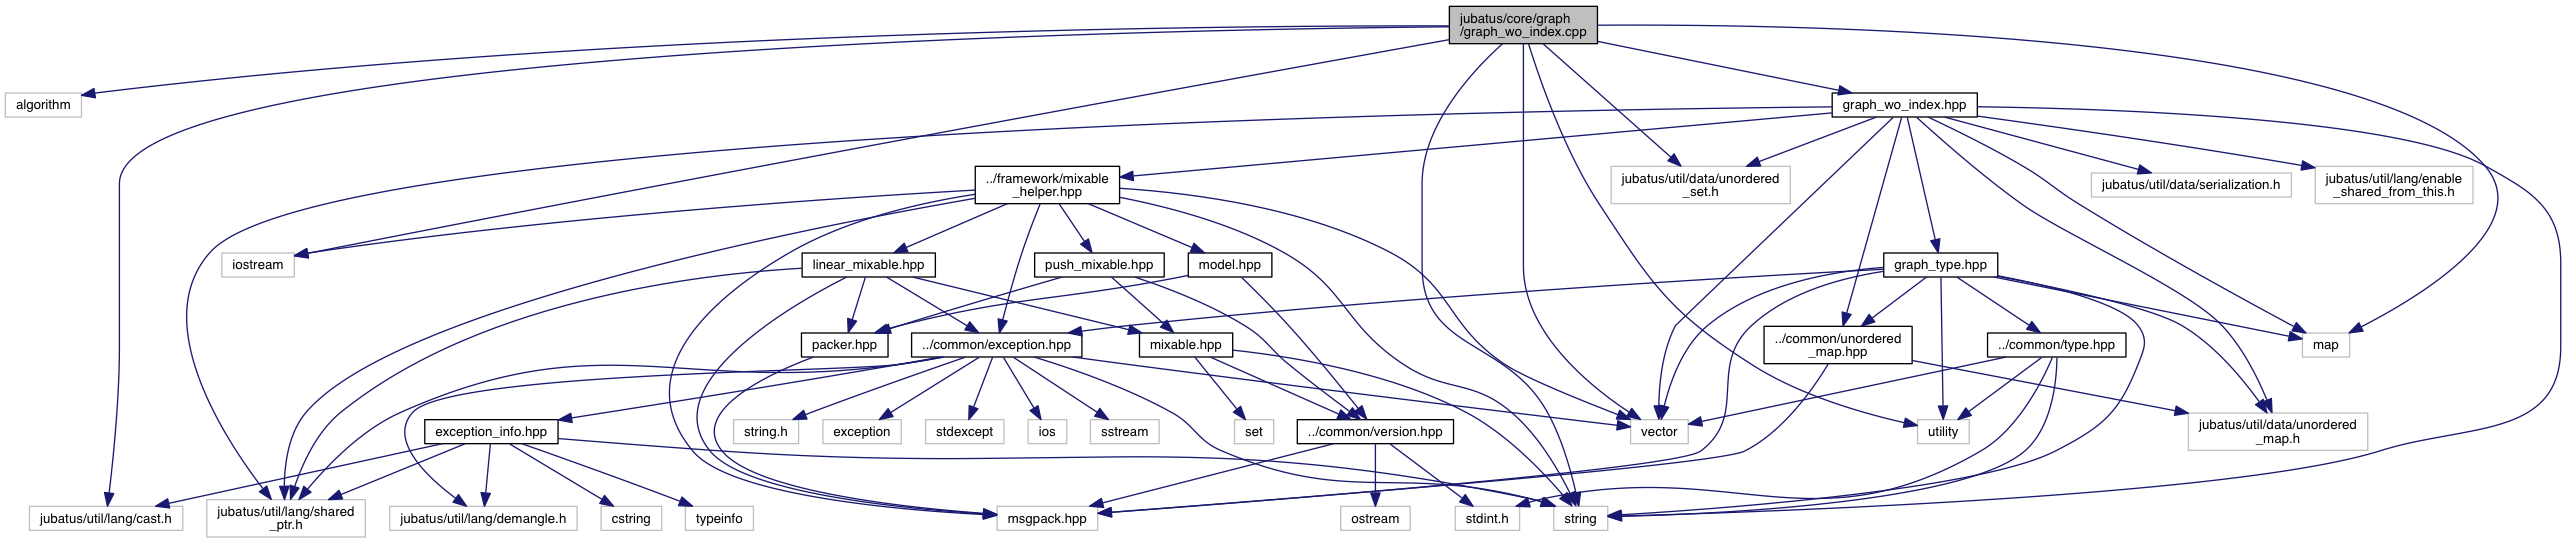 jubatus/core/graph
/graph_wo_index.cpp
algorithm
graph_wo_index.hpp
../framework/mixable
_helper.hpp
jubatus/util/data/unordered
_set.h
jubatus/util/data/serialization.h
jubatus/util/lang/enable
_shared_from_this.h
iostream
linear_mixable.hpp
push_mixable.hpp
model.hpp
graph_type.hpp
packer.hpp
../common/exception.hpp
mixable.hpp
../common/unordered
_map.hpp
../common/type.hpp
map
exception_info.hpp
string.h
exception
stdexcept
ios
sstream
set
../common/version.hpp
vector
utility
jubatus/util/data/unordered
_map.h
jubatus/util/lang/cast.h
jubatus/util/lang/shared
_ptr.h
jubatus/util/lang/demangle.h
cstring
typeinfo
msgpack.hpp
ostream
stdint.h
string